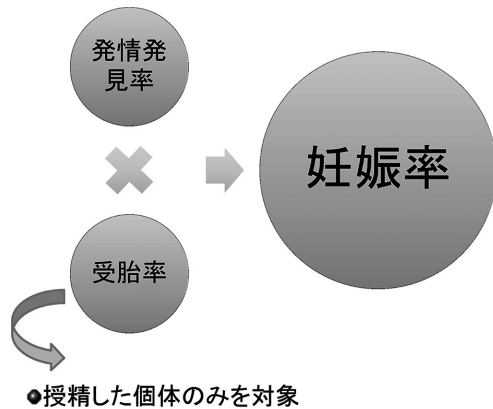 発情発
見率
妊娠率
受胎率
●授精した個体のみを対象